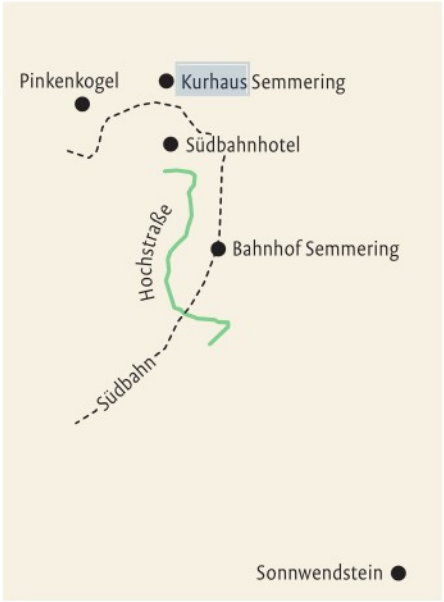 Pinkenkogel
Kurhaus Semmering
Südbahnhotel
Hochstraße
Bahnhof Semmering
Südbahn
Sonnwendstein